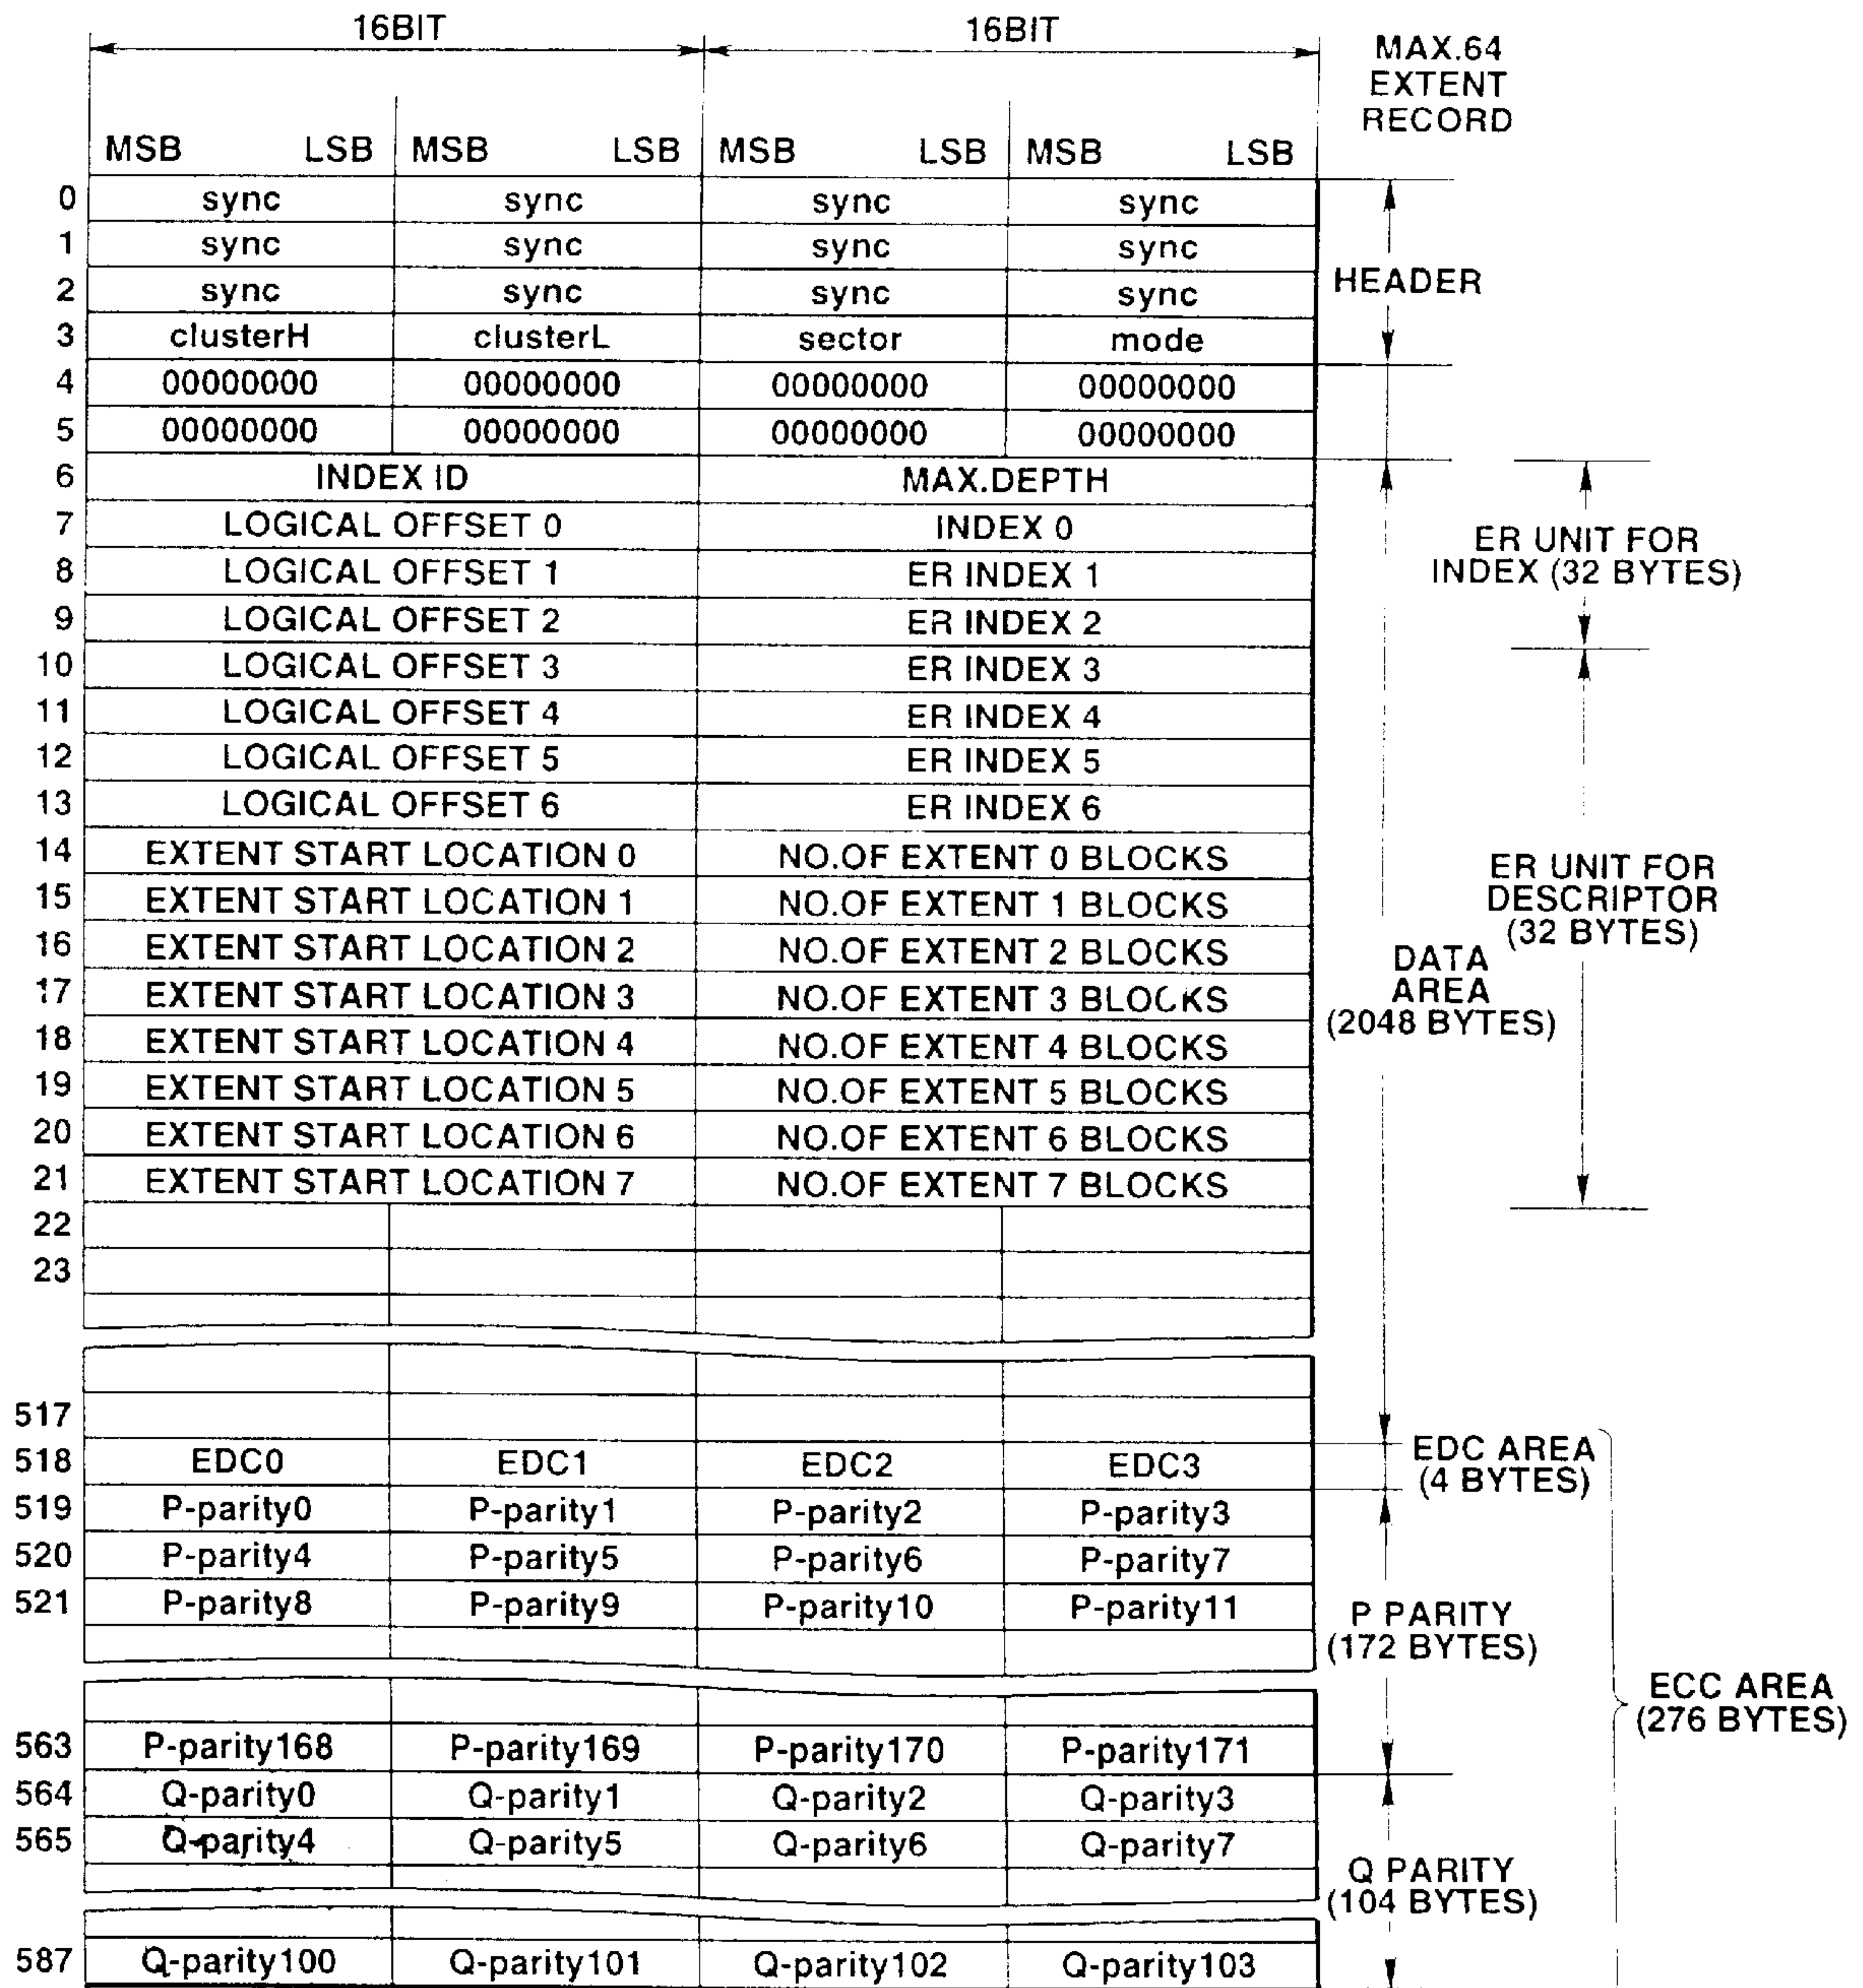 16BIT 16BIT
MAX.64
EXTENT
RECORD
MSB LSB MSB LSB MSB LSB MSB LSB
0 sync sync sync sync
1 sync sync sync sync
2 sync sync sync sync
HEADER
3 clusterH clusterL sector mode
4 00000000 00000000 00000000 00000000
5 00000000 00000000 00000000 00000000
6 INDEX ID MAX.DEPTH
7 LOGICAL OFFSET 0 INDEX 0
8 LOGICAL OFFSET 1 ER INDEX 1
9 LOGICAL OFFSET 2 ER INDEX 2
ER UNIT FOR
INDEX (32 BYTES)
10 LOGICAL OFFSET 3 ER INDEX 3
11 LOGICAL OFFSET 4 ER INDEX 4
12 LOGICAL OFFSET 5 ER INDEX 5
13 LOGICAL OFFSET 6 ER INDEX 6
14 EXTENT START LOCATION 0 NO.OF EXTENT 0 BLOCKS
15 EXTENT START LOCATION 1 NO.OF EXTENT 1 BLOCKS
16 EXTENT START LOCATION 2 NO.OF EXTENT 2 BLOCKS
17 EXTENT START LOCATION 3 NO.OF EXTENT 3 BLOCKS
18 EXTENT START LOCATION 4 NO.OF EXTENT 4 BLOCKS
19 EXTENT START LOCATION 5 NO.OF EXTENT 5 BLOCKS
20 EXTENT START LOCATION 6 NO.OF EXTENT 6 BLOCKS
21 EXTENT START LOCATION 7 NO.OF EXTENT 7 BLOCKS
ER UNIT FOR
DESCRIPTOR
(32 BYTES)
DATA
AREA
(2048 BYTES)
22
23
517
518 EDC0 EDC1 EDC2 EDC3
EDC AREA
(4 BYTES)
519 P-parity0 P-parity1 P-parity2 P-parity3
520 P-parity4 P-parity5 P-parity6 P-parity7
521 P-parity8 P-parity9 P-parity10 P-parity11
P PARITY
(172 BYTES)
ECC AREA
(276 BYTES)
563 P-parity168 P-parity169 P-parity170 P-parity171
564 Q-parity0 Q-parity1 Q-parity2 Q-parity3
565 Q-parity4 Q-parity5 Q-parity6 Q-parity7
Q PARITY
(104 BYTES)
587 Q-parity100 Q-parity101 Q-parity102 Q-parity103